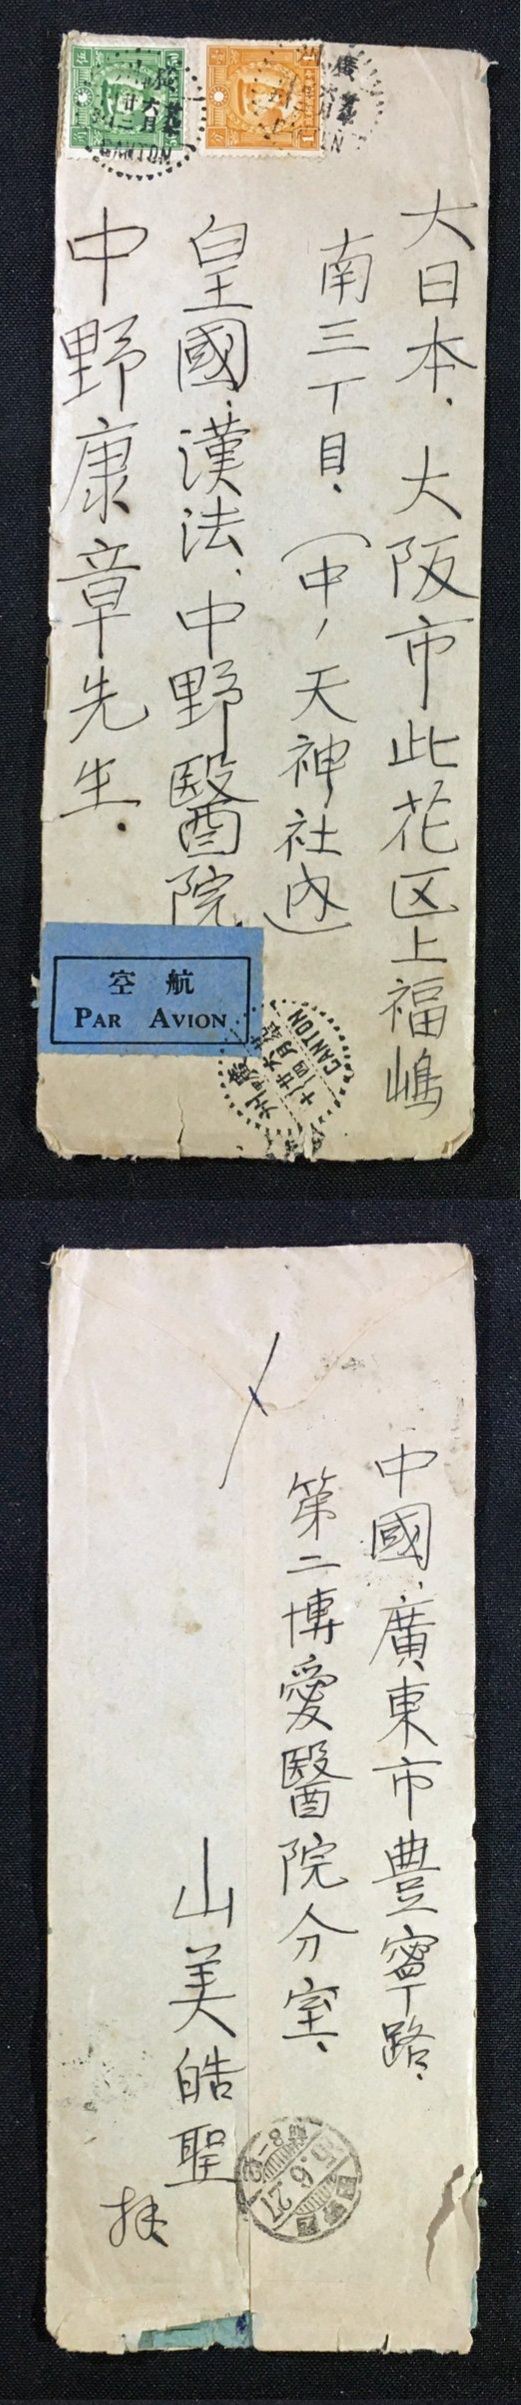 CANTON
大日本、大阪市此花区上福嶋
南三丁目、(中ノ天神社内)
皇國漢法、中野醫院
中野康章先生.
空航
PAR AVION
CANTON
中國、廣東市豊寧路、
第二博愛醫院分室、
山美皓聖
拝
6.27